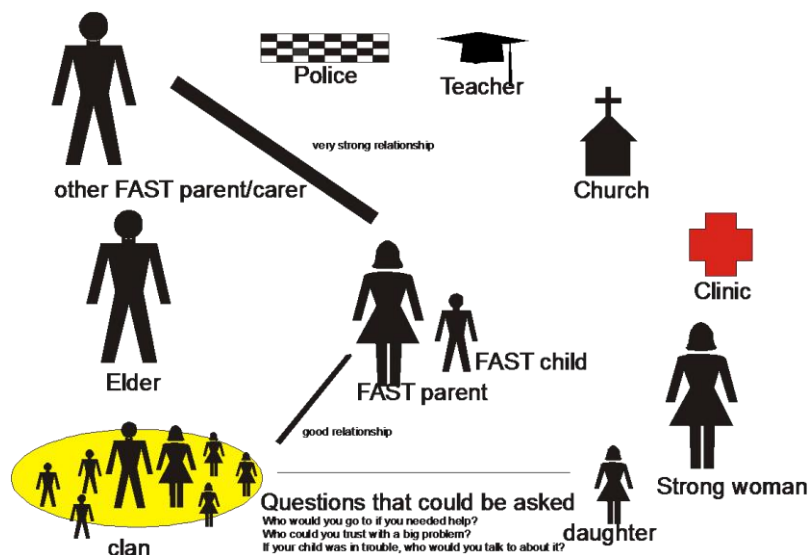 Police
Teacher
very strong relationship
other FAST parent/carer
Church
Clinic
Elder
FAST child
FAST parent
good relationship
Strong woman
Questions that could be asked
Who would you go to if you needed help?
Who could you trust with a big problem?
If your child was in trouble, who would you talk to about it?
daughter
clan